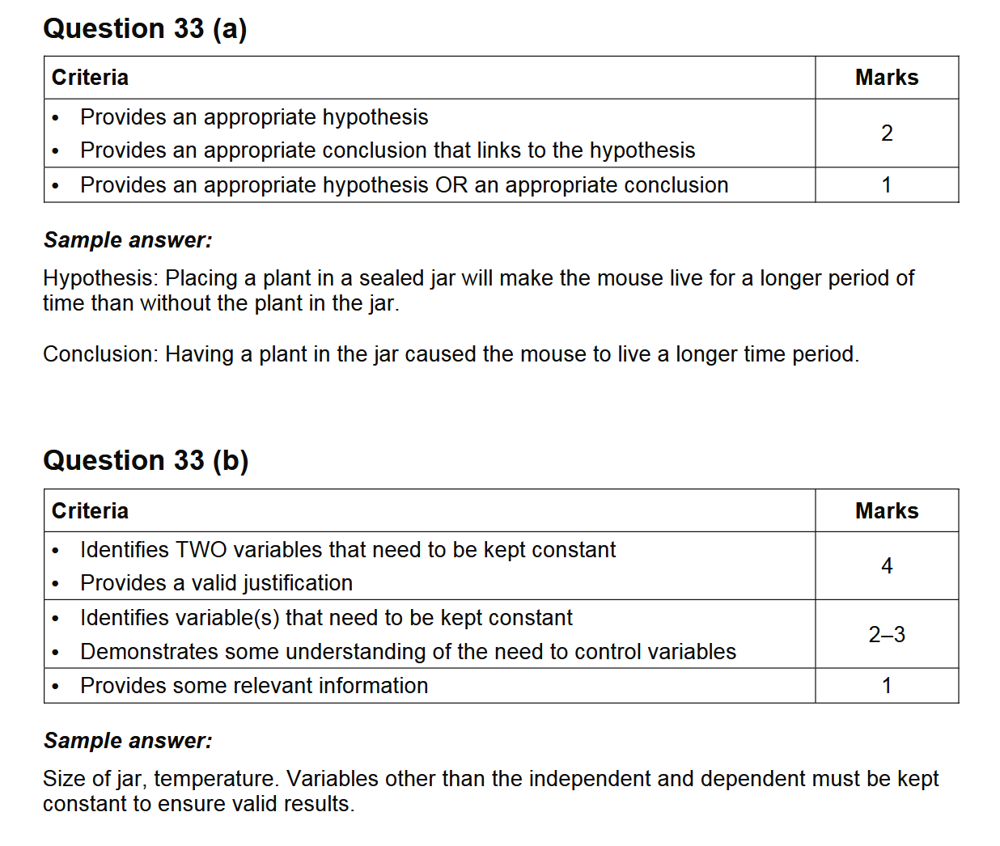 Question 33 (a)
Criteria Marks
• Provides an appropriate hypothesis
• Provides an appropriate conclusion that links to the hypothesis
2
• Provides an appropriate hypothesis OR an appropriate conclusion 1
Sample answer:
Hypothesis: Placing a plant in a sealed jar will make the mouse live for a longer period of
time than without the plant in the jar.
Conclusion: Having a plant in the jar caused the mouse to live a longer time period.
Question 33 (b)
Criteria Marks
• Identifies TWO variables that need to be kept constant
• Provides a valid justification
4
• Identifies variable(s) that need to be kept constant
• Demonstrates some understanding of the need to control variables
2–3
• Provides some relevant information 1
Sample answer:
Size of jar, temperature. Variables other than the independent and dependent must be kept
constant to ensure valid results.